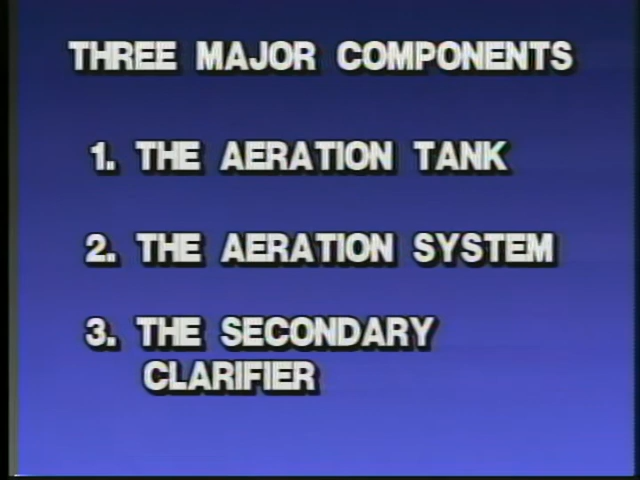 THREE MAJOR COMPONENTS
1. THE AERATION TANK
2. THE AERATION SYSTEM
3. THE SECONDARY
CLARIFIER